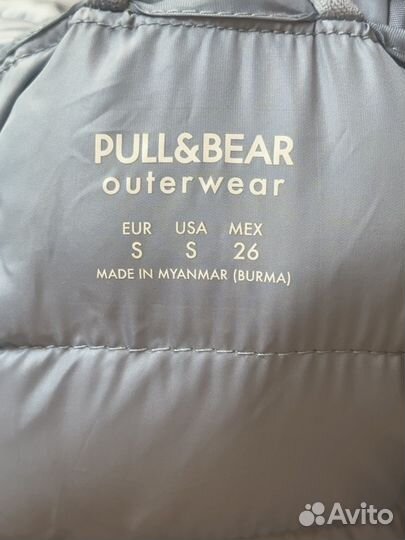 PULL&BEAR
outerwear
EUR USA MEX
S S 26
MADE IN MYANMAR (BURMA)
Avito